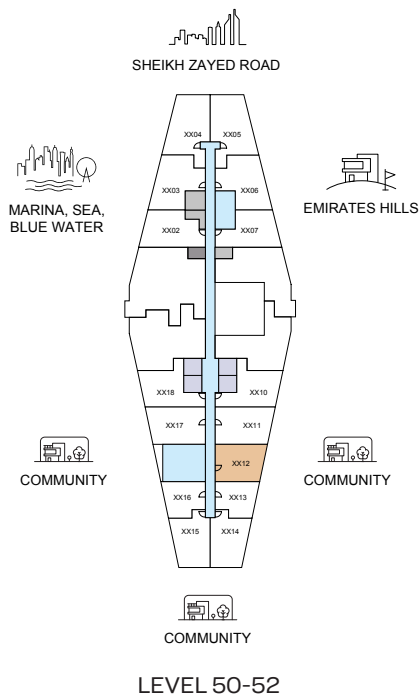 SHEIKH ZAYED ROAD
XX04 XX05
MARINA, SEA,
BLUE WATER
XX03 XX06
EMIRATES HILLS
XX02 XX07
XX18 XX10
XX17 XX11
COMMUNITY
XX12
COMMUNITY
XX16 XX13
XX15 XX14
COMMUNITY
LEVEL 50-52